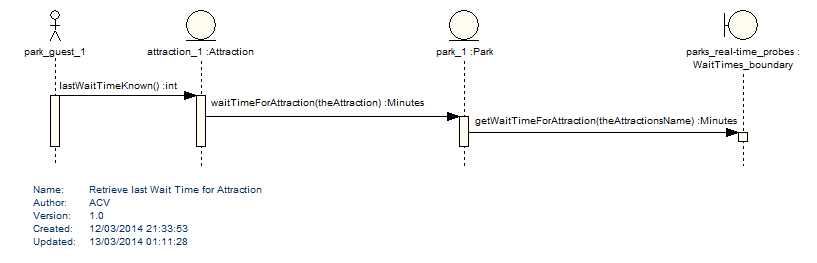 park_guest_1
attraction_1 :Attraction
park_1 :Park
parks_real-time_probes :
WaitTimes_boundary
lastWaitTimeKnown() :int
waitTimeForAttraction(theAttraction) :Minutes
getWaitTimeForAttraction(theAttractionsName) :Minutes
Name: Retrieve last Wait Time for Attraction
Author: ACV
Version: 1.0
Created: 12/03/2014 21:33:53
Updated: 13/03/2014 01:11:28